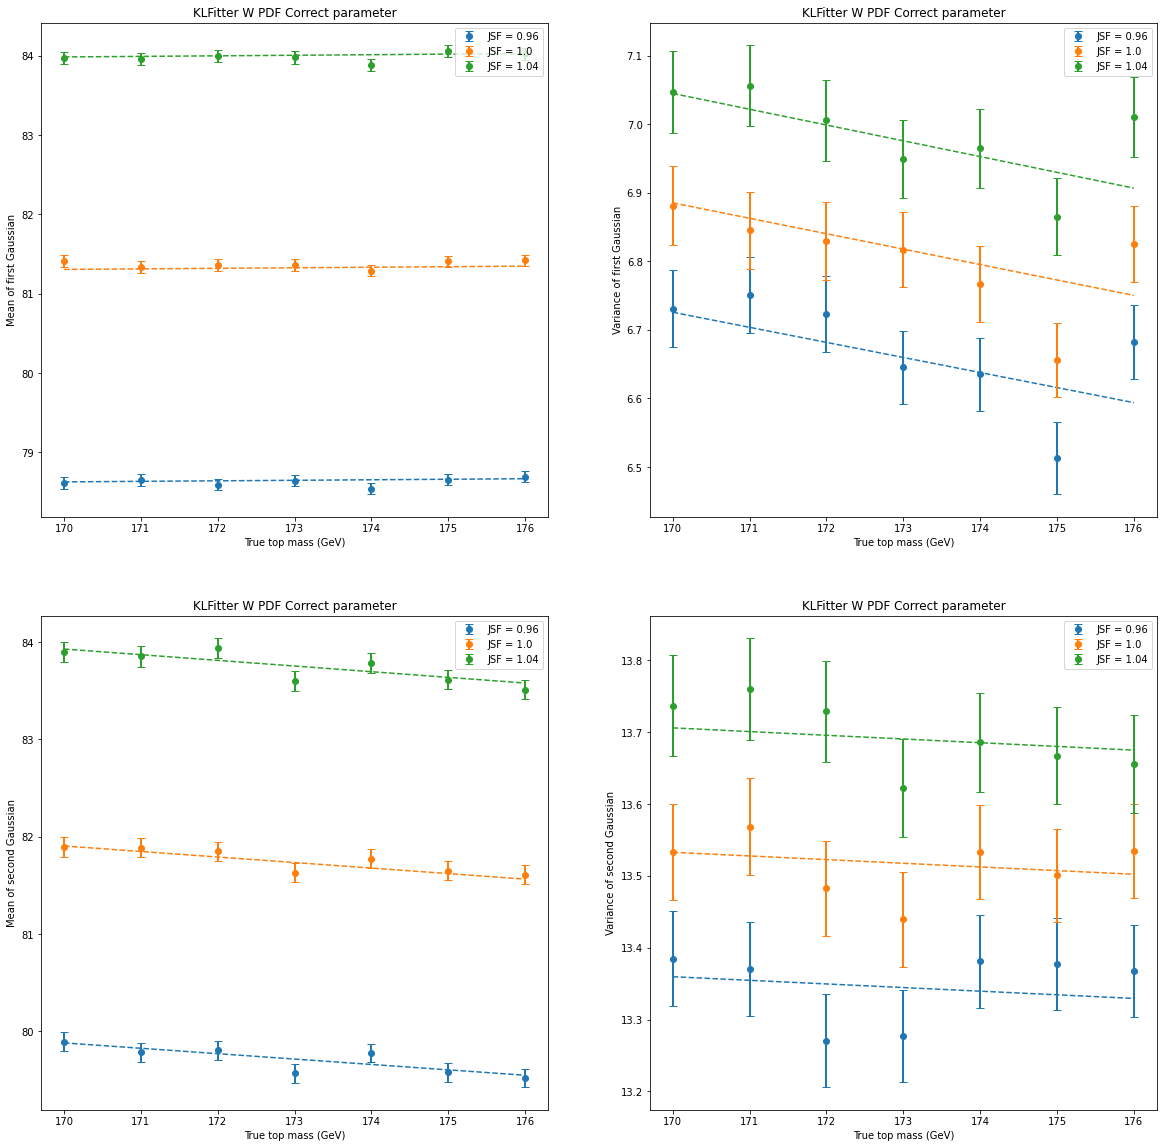 KLFitter W PDF Correct parameter
JSF = 0.96
JSF = 1.0
JSF = 1.04
84
83
82
81
80
79
Mean of first Gaussian
170 171 172 173 174 175 176
True top mass (GeV)
KLFitter W PDF Correct parameter
JSF = 0.96
JSF = 1.0
JSF = 1.04
7.1
7.0
6.9
6.8
6.7
6.6
6.5
Variance of first Gaussian
170 171 172 173 174 175 176
True top mass (GeV)
KLFitter W PDF Correct parameter
JSF = 0.96
JSF = 1.0
JSF = 1.04
84
83
82
81
80
Mean of second Gaussian
170 171 172 173 174 175 176
True top mass (GeV)
KLFitter W PDF Correct parameter
JSF = 0.96
JSF = 1.0
JSF = 1.04
13.8
13.7
13.6
13.5
13.4
13.3
13.2
Variance of second Gaussian
170 171 172 173 174 175 176
True top mass (GeV)